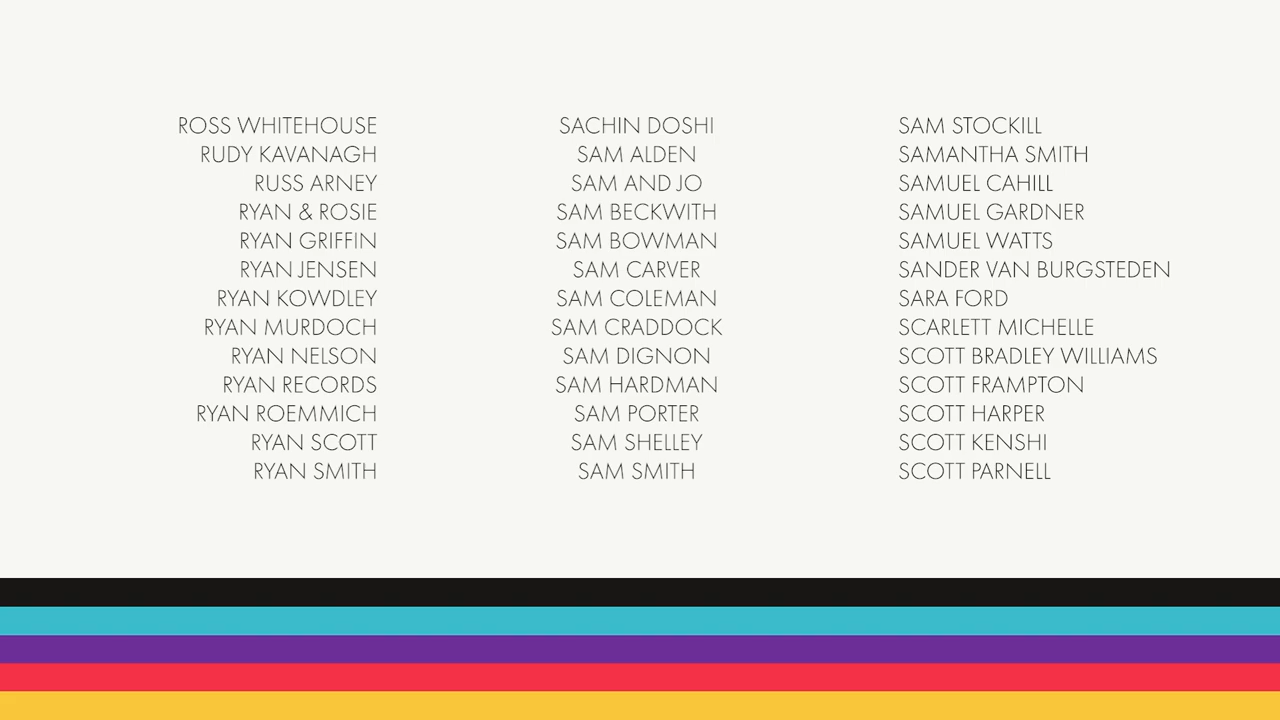 ROSS WHITEHOUSE
RUDY KAVANAGH
RUSS ARNEY
RYAN & ROSIE
RYAN GRIFFIN
RYAN JENSEN
RYAN KOWDLEY
RYAN MURDOCH
RYAN NELSON
RYAN RECORDS
RYAN ROEMMICH
RYAN SCOTT
RYAN SMITH
SACHIN DOSHI
SAM ALDEN
SAM AND JO
SAM BECKWITH
SAM BOWMAN
SAM CARVER
SAM COLEMAN
SAM CRADDOCK
SAM DIGNON
SAM HARDMAN
SAM PORTER
SAM SHELLEY
SAM SMITH
SAM STOCKILL
SAMANTHA SMITH
SAMUEL CAHILL
SAMUEL GARDNER
SAMUEL WATTS
SANDER VAN BURGSTEDEN
SARA FORD
SCARLETT MICHELLE
SCOTT BRADLEY WILLIAMS
SCOTT FRAMPTON
SCOTT HARPER
SCOTT KENSHI
SCOTT PARNELL